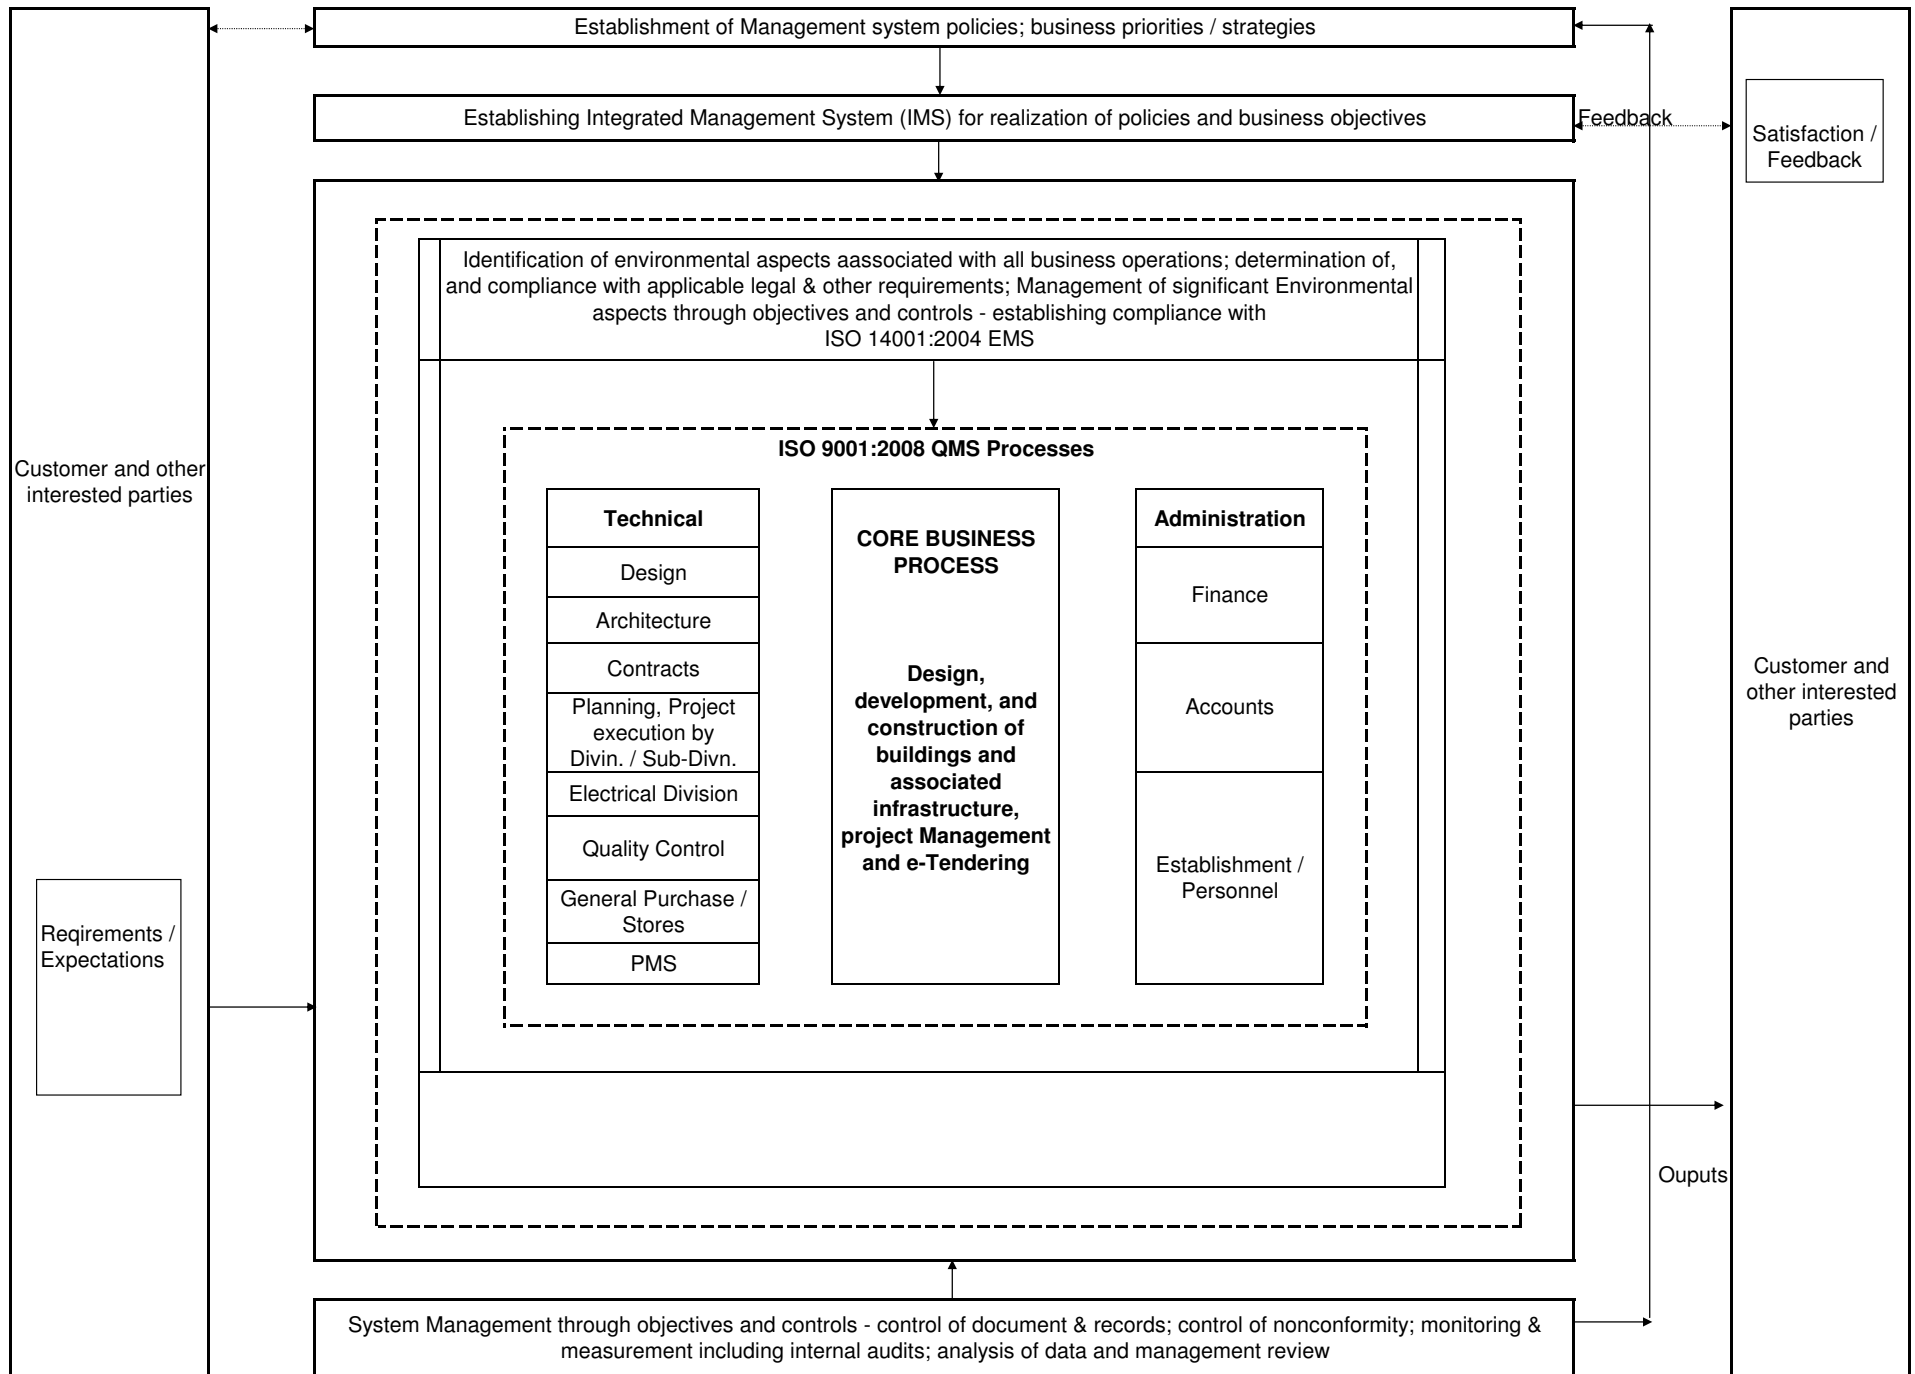 Establishment of Management system policies; business priorities / strategies
Establishing Integrated Management System (IMS) for realization of policies and business objectives
Feedback
Satisfaction /
Feedback
Identification of environmental aspects aassociated with all business operations; determination of,
and compliance with applicable legal & other requirements; Management of significant Environmental
aspects through objectives and controls - establishing compliance with
ISO 14001:2004 EMS
Customer and other
interested parties
Reqirements /
Expectations
ISO 9001:2008 QMS Processes
Technical
Design
Architecture
Contracts
Planning, Project
execution by
Divin. / Sub-Divn.
Electrical Division
Quality Control
General Purchase /
Stores
PMS
CORE BUSINESS
PROCESS
Design,
development, and
construction of
buildings and
associated
infrastructure,
project Management
and e-Tendering
Administration
Finance
Accounts
Establishment /
Personnel
Customer and
other interested
parties
Ouputs
System Management through objectives and controls - control of document & records; control of nonconformity; monitoring &
measurement including internal audits; analysis of data and management review